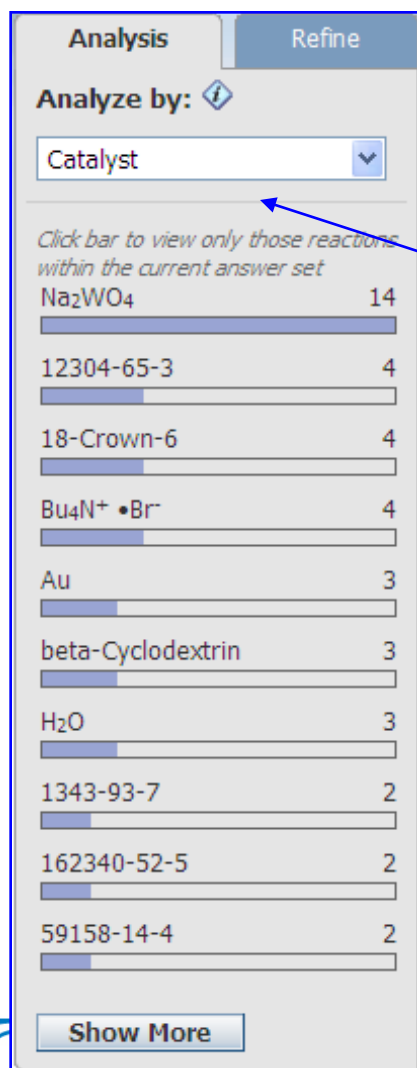 Analysis Refine
Analyze by:
Catalyst
Click bar to view only those reactions
within the current answer set
Na₂WO₄ 14
12304-65-3 4
18-Crown-6 4
Bu₄N⁺ •Br⁻ 4
Au 3
beta-Cyclodextrin 3
H₂O 3
1343-93-7 2
162340-52-5 2
59158-14-4 2
Show More